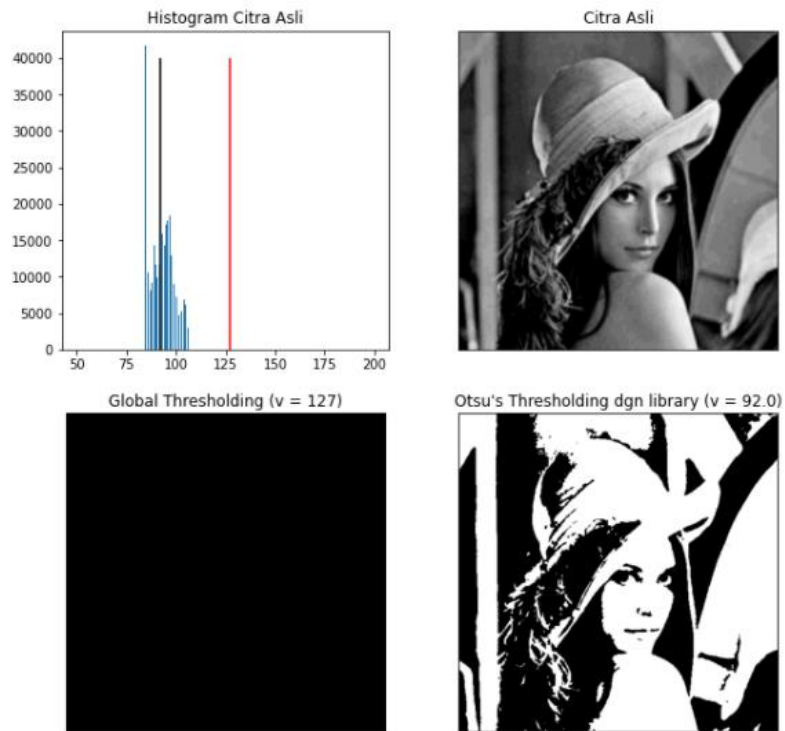 Histogram Citra Asli
Citra Asli
40000
35000
30000
25000
20000
15000
10000
5000
0
50 75 100 125 150 175 200
Global Thresholding (v = 127)
Otsu's Thresholding dgn library (v = 92.0)